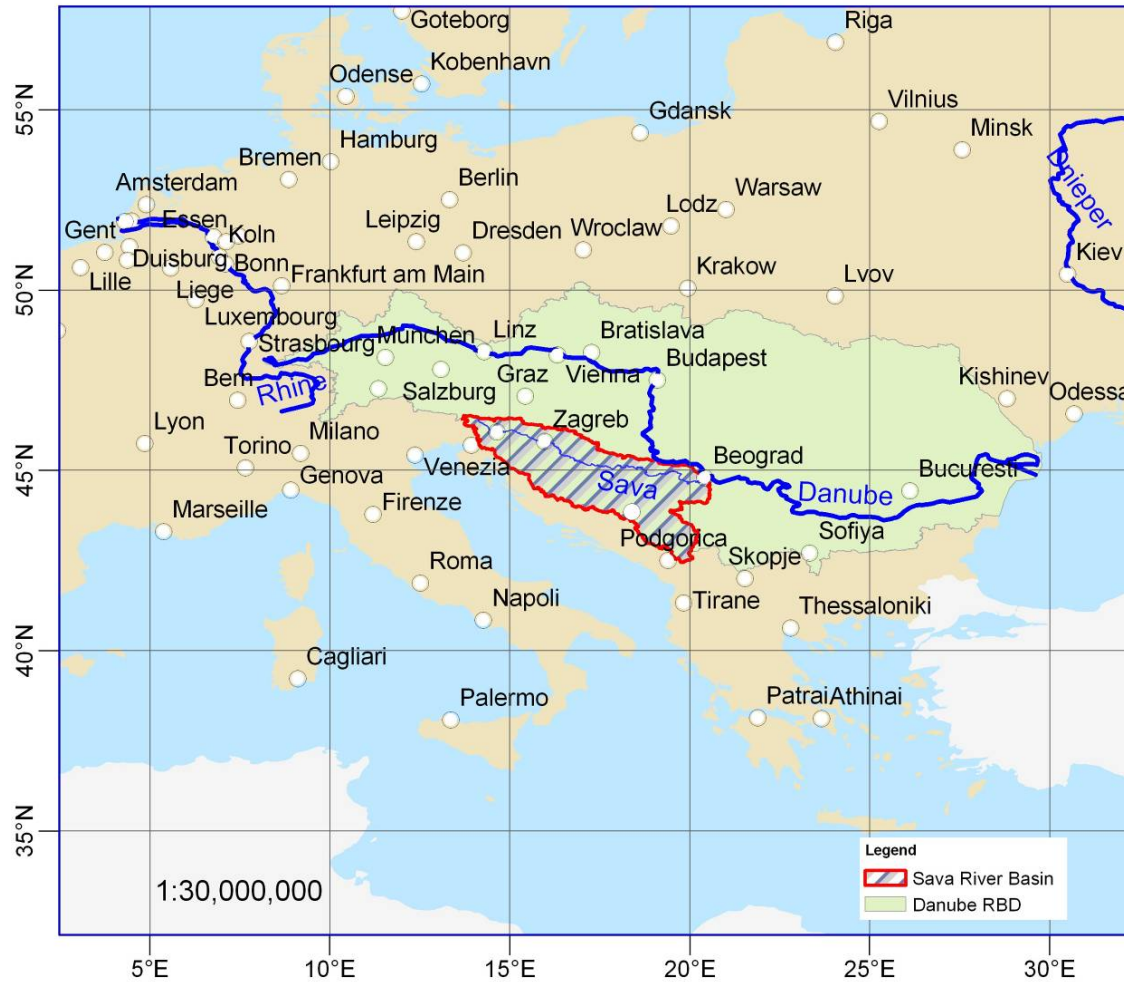 Goteborg
Riga
Kobenhavn
Odense
55°N
Vilnius
Gdansk
Minsk
Hamburg
Bremen
Dnieper
Berlin
Amsterdam
Warsaw
Lodz
Essen
Leipzig
Wroclaw
Gent
Koln
Dresden
Kiev
Duisburg
Bonn
Frankfurt am Main
Krakow
Lvov
50°N
Lille
Liege
Luxembourg
Linz
Bratislava
Strasbourg
Munchen
Budapest
Bern
Rhine
Graz
Vienna
Kishinev
Salzburg
Odessa
Zagreb
Lyon
Milano
Torino
Beograd
45°N
Venezia
Bucuresti
Genova
Sava
Danube
Marseille
Firenze
Sofiya
Podgorica
Skopje
Roma
Tirane
Napoli
Thessaloniki
40°N
Cagliari
Palermo
Patrai
Athinai
35°N
Legend
Sava River Basin
Danube RBD
1:30,000,000
5°E
10°E
15°E
20°E
25°E
30°E